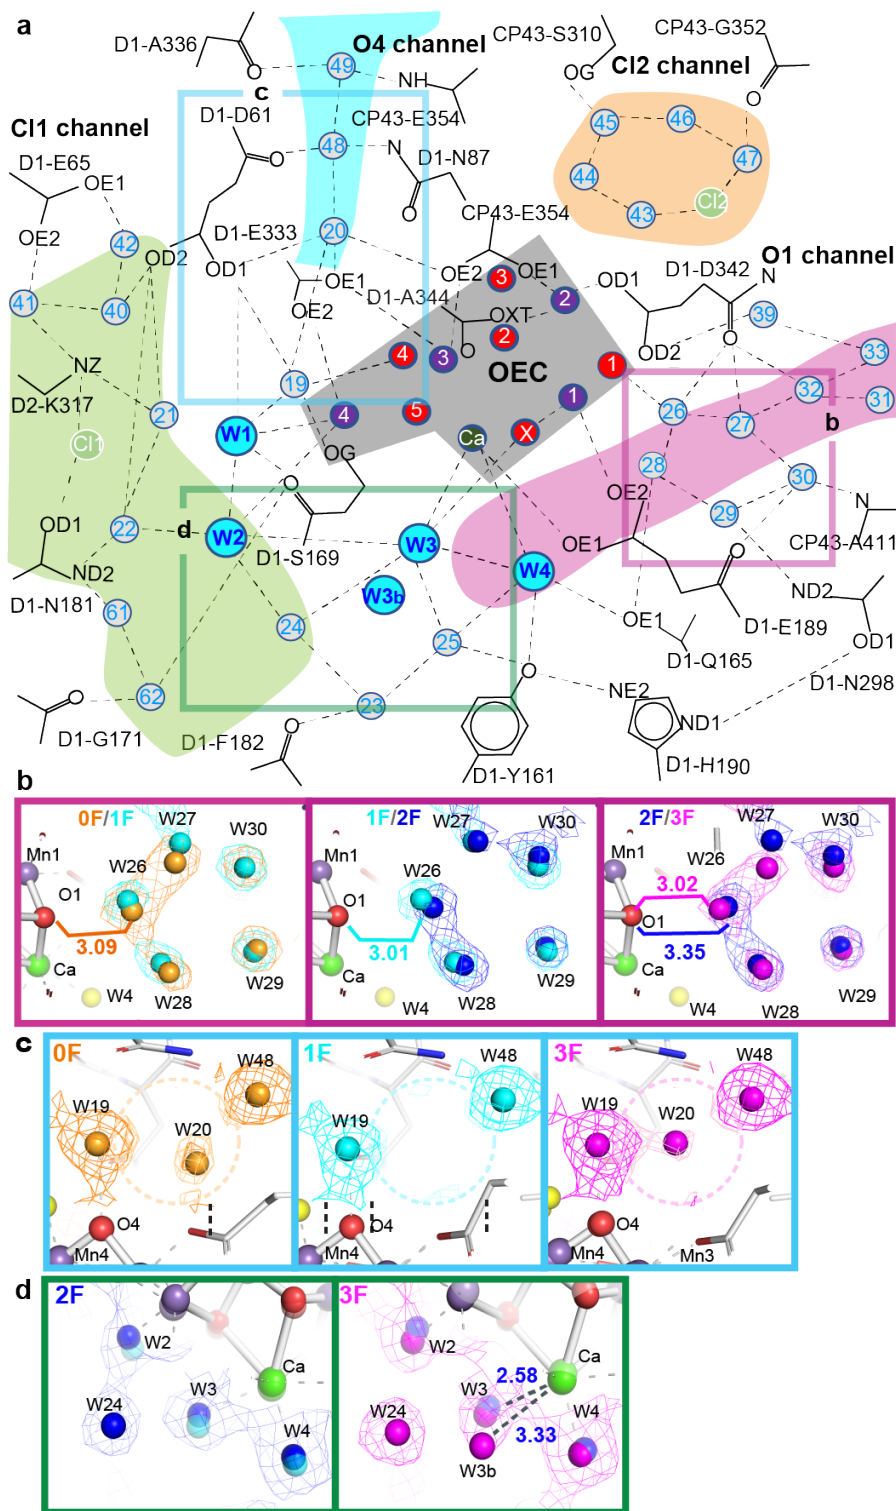 a
D1-A336
O4 channel
CP43-S310
CP43-G352
O
49
NH
OG
Cl2 channel
c
D1-D61
CP43-E354
O
Cl1 channel
45
46
D1-E65
O
48
N
D1-N87
47
OE1
44
Cl2
O
CP43-E354
43
OE2
42
D1-E333
20
O1 channel
OD2
OD1
OE1
OE2
3
OE1
OD1
D1-D342
N
41
40
OE2
D1-A344
OXT
2
39
O
2
O
OD2
33
NZ
4
3
OEC
1
19
32
D2-K317
21
4
5
1
26
31
27
b
Cl1
W1
Ca
X
OG
28
30
OE2
OD1
22
d
W2
O
29
N
D1-S169
W3
OE1
CP43-A411
ND2
W4
O
D1-N181
61
W3b
ND2
24
OE1
D1-E189
25
OD1
D1-Q165
62
O
D1-N298
O
23
NE2
D1-G171
D1-F182
O
ND1
D1-Y161
D1-H190
b
0F/1F
W27
W30
Mn1
W26
O1
3.09
Ca
W4
W28
W29
1F/2F
W27
W30
Mn1
W26
O1
3.01
Ca
W4
W28
W29
2F/3F
W27
W30
Mn1
W26
3.02
O1
3.35
Ca
W4
W28
W29
c
0F
W48
W19
W20
O4
Mn4
1F
W48
W19
O4
Mn4
3F
W48
W19
W20
O4
Mn4
Mn3
d
2F
W2
Ca
W24
W3
W4
3F
W2
Ca
2.58
W24
W3
W4
3.33
W3b